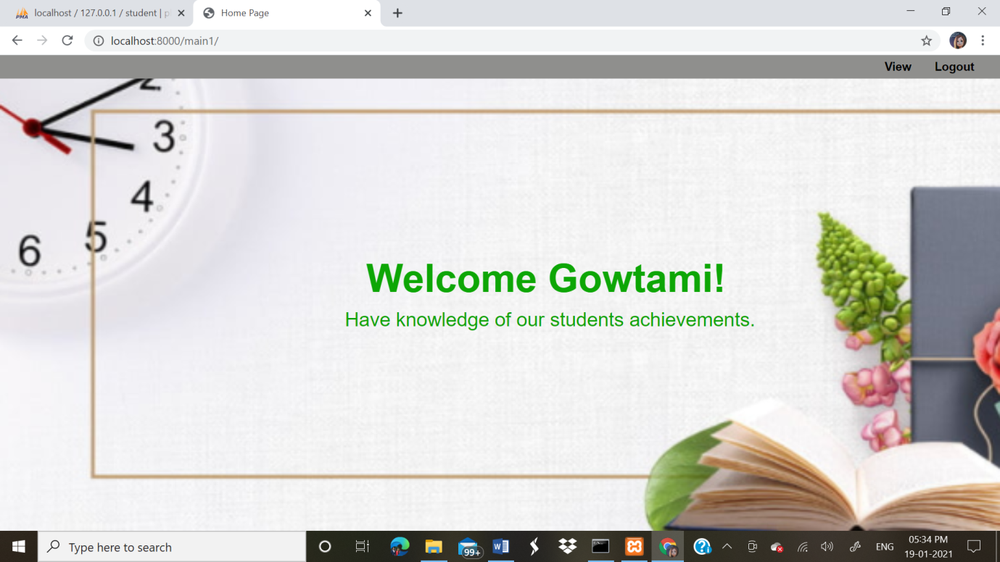 localhost / 127.0.0.1 / student | p
Home Page
localhost:8000/main1/
View Logout
2
3
4
5
6
Welcome Gowtami!
Have knowledge of our students achievements.
Type here to search
99+
ENG
05:34 PM
19-01-2021